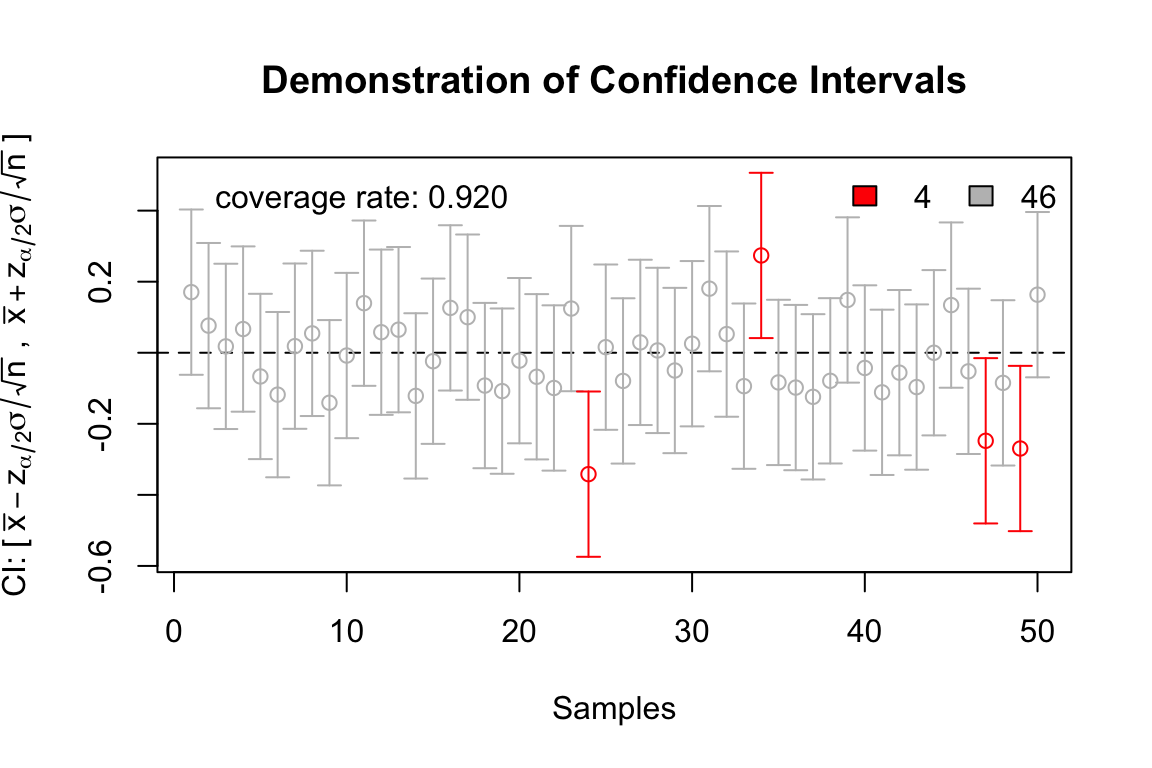 Demonstration of Confidence Intervals
CI: [ x̅ − zα/2σ/√n , x̅ + zα/2σ/√n ]
coverage rate: 0.920
4
46
0.2
-0.2
-0.6
0 10 20 30 40 50
Samples